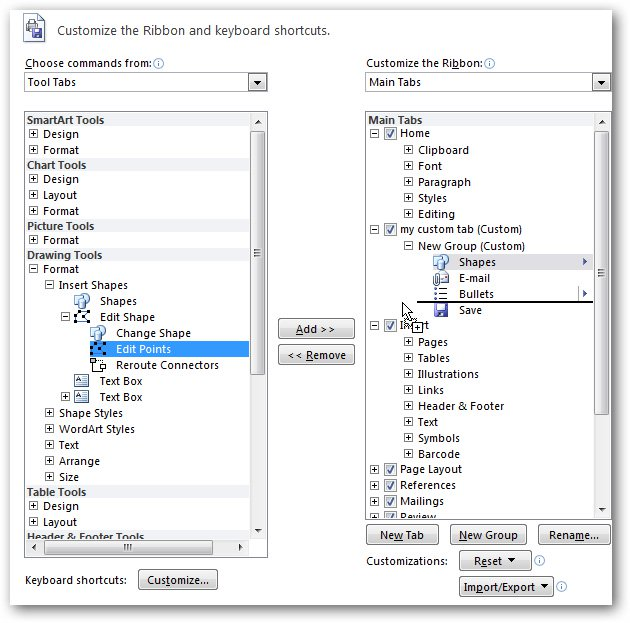 Customize the Ribbon and keyboard shortcuts.
Choose commands from:
Tool Tabs
SmartArt Tools
Design
Format
Chart Tools
Design
Layout
Format
Picture Tools
Format
Drawing Tools
Format
Insert Shapes
Shapes
Edit Shape
Change Shape
Edit Points
Reroute Connectors
Text Box
Text Box
Shape Styles
WordArt Styles
Text
Arrange
Size
Table Tools
Design
Layout
Header & Footer Tools
Keyboard shortcuts: Customize...
Add >>
<< Remove
Customize the Ribbon:
Main Tabs
Main Tabs
Home
Clipboard
Font
Paragraph
Styles
Editing
my custom tab (Custom)
New Group (Custom)
Shapes
E-mail
Bullets
Save
Pages
Tables
Illustrations
Links
Header & Footer
Text
Symbols
Barcode
Page Layout
References
Mailings
Review
New Tab New Group Rename...
Customizations: Reset
Import/Export